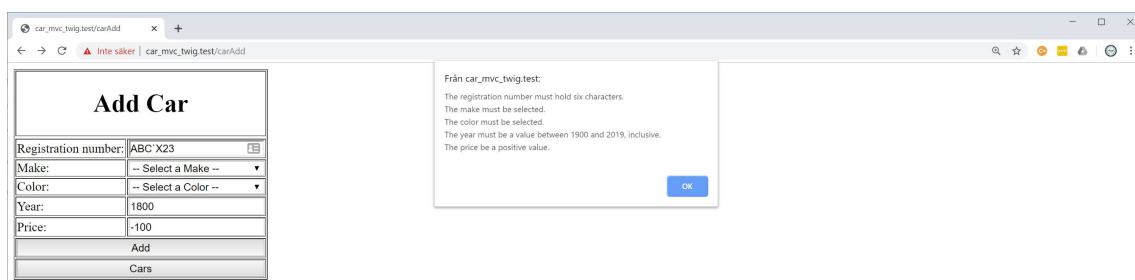 car_mvc_twig.test/carAdd
Inte säker | car_mvc_twig.test/carAdd
Från car_mvc_twig.test:
The registration number must hold six characters.
The make must be selected.
The color must be selected.
The year must be a value between 1900 and 2019, inclusive.
The price be a positive value.
OK
Add Car
Registration number: ABC`X23
Make: -- Select a Make --
Color: -- Select a Color --
Year: 1800
Price: -100
Add
Cars